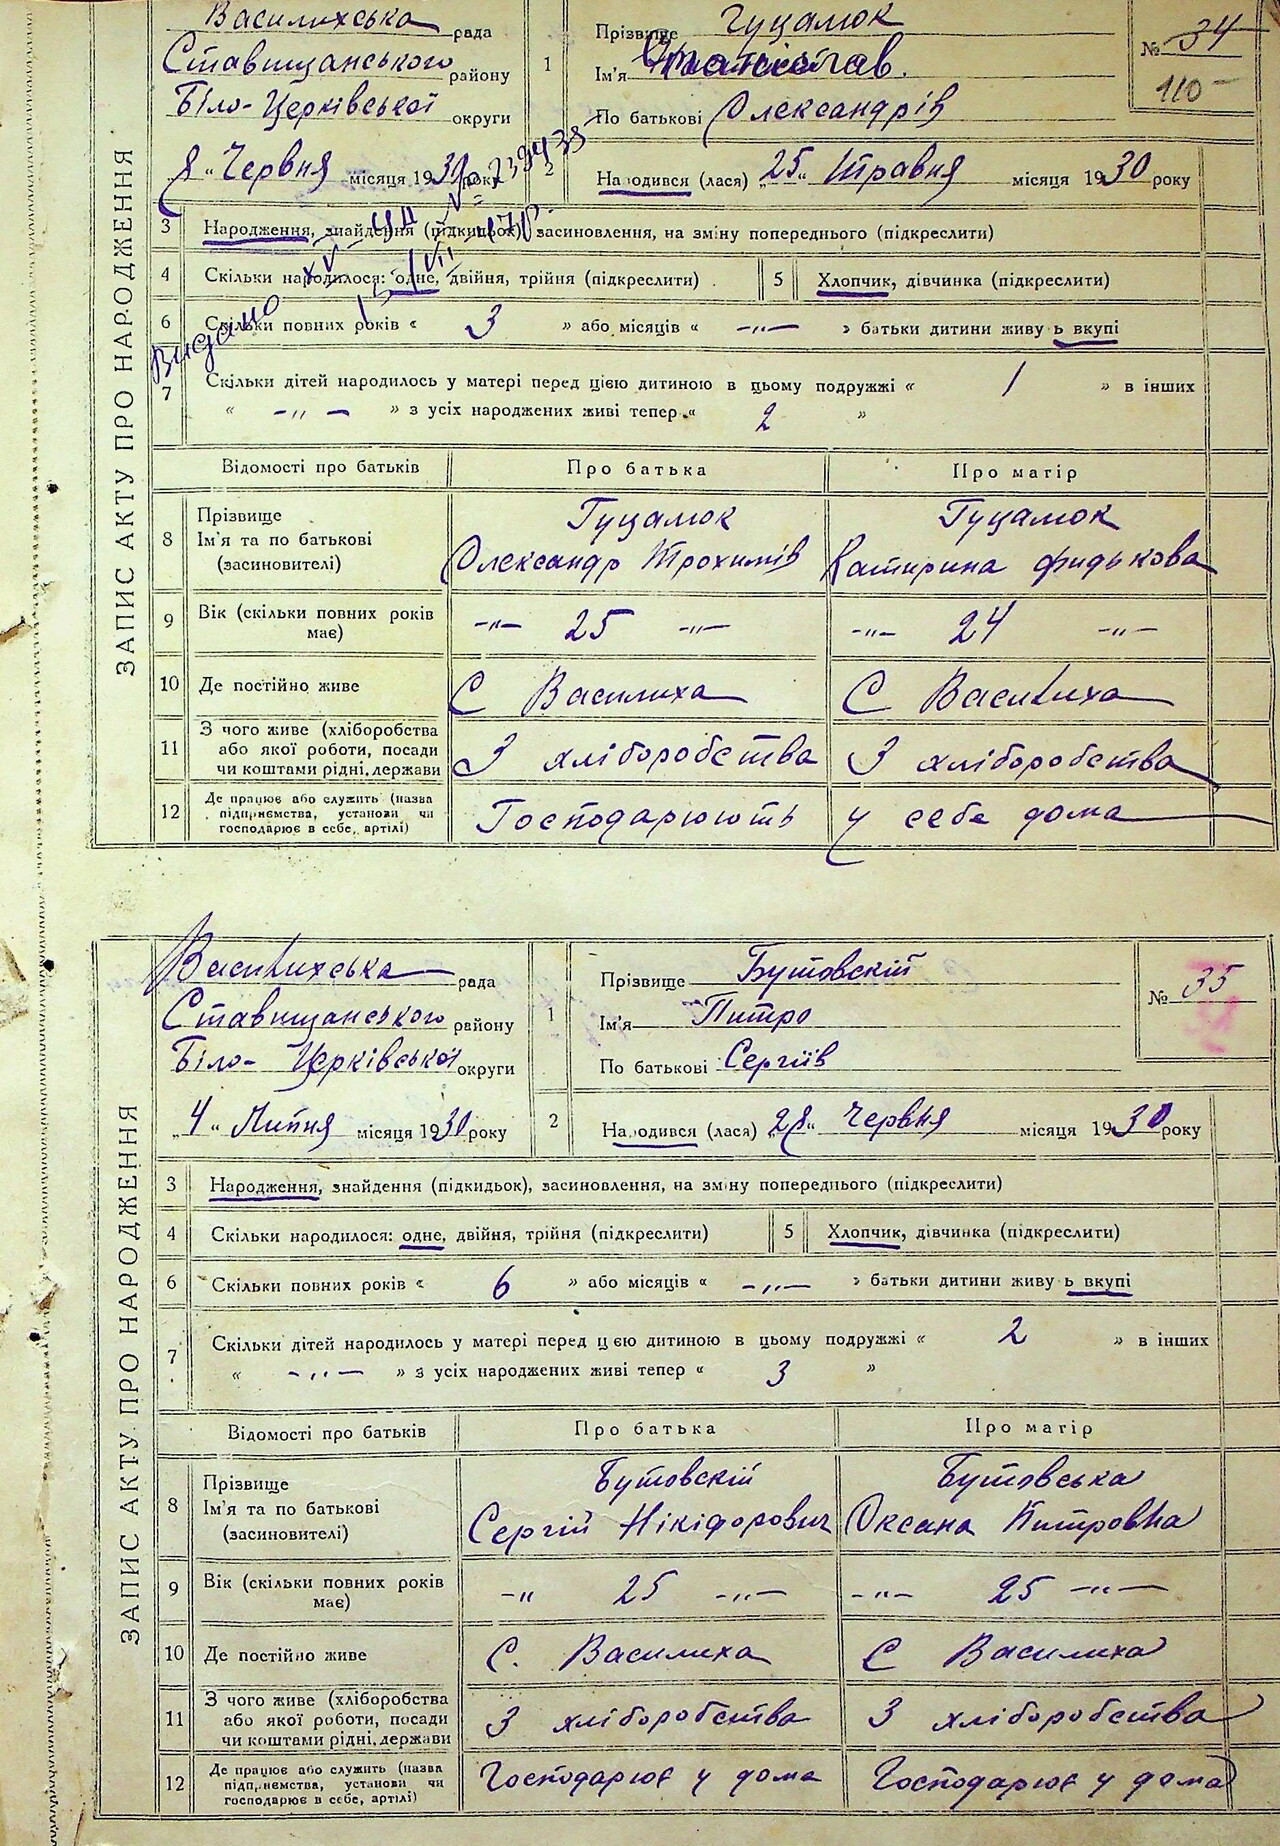 ЗАПИС АКТУ ПРО НАРОДЖЕННЯ
Василихська рада
Ставищанського району
Біло-Церківської округи
8 " Червня місяця 1930 року
1 Прізвище Гуцалюк
Ім'я
По батькові Олександрів
№ 34
110
2 Народився (лася) „25" Травня місяця 1930 року
3 Народження, знайдення (підкидьок), засиновлення, на зміну попереднього (підкреслити)
4 Скільки народилося: одне, двійня, трійня (підкреслити)
5 Хлопчик, дівчинка (підкреслити)
Видано
6 Скільки повних років « 3 » або місяців « —„— » батьки дитини живуть вкупі
7 Скільки дітей народилось у матері перед цією дитиною в цьому подружжі « 1 » в інших
« —„— » з усіх народжених живі тепер « 2 »
Відомості про батьків Про батька Про матір
8 Прізвище Гуцалюк Гуцалюк
Ім'я та по батькові Олександр Трохимів Катирина Фидькова
(засиновителі)
9 Вік (скільки повних років має) —„— 25 —„— —„— 24 —„—
10 Де постійно живе С Василиха С Василиха
11 З чого живе (хліборобства або якої роботи, посади чи коштами рідні, держави З хліборобства З хліборобства
12 Де працює або служить (назва підприємства, установи чи господарює в себе, артілі) Господарюють у себе дома
ЗАПИС АКТУ ПРО НАРОДЖЕННЯ
Василихська рада
Ставищанського району
Біло-Церківської округи
„4" Липня місяця 1930 року
1 Прізвище Бутовскій
Ім'я Питро
По батькові Сергіїв
№ 35
2 Народився (лася) „28" Червня місяця 1930 року
3 Народження, знайдення (підкидьок), засиновлення, на зміну попереднього (підкреслити)
4 Скільки народилося: одне, двійня, трійня (підкреслити)
5 Хлопчик, дівчинка (підкреслити)
6 Скільки повних років « 6 » або місяців « —„— » батьки дитини живуть вкупі
7 Скільки дітей народилось у матері перед цією дитиною в цьому подружжі « 2 » в інших
« —„— » з усіх народжених живі тепер « 3 »
Відомості про батьків Про батька Про матір
8 Прізвище Бутовскій Бутовська
Ім'я та по батькові Сергій Нікіфорович Оксана Питровна
(засиновителі)
9 Вік (скільки повних років має) —„ 25 —„— —„— 25 —„—
10 Де постійно живе С. Василиха С Василиха
11 З чого живе (хліборобства або якої роботи, посади чи коштами рідні, держави З хліборобства З хліборобства
12 Де працює або служить (назва підприємства, установи чи господарює в себе, артілі) Господарює у дома Господарює у дома